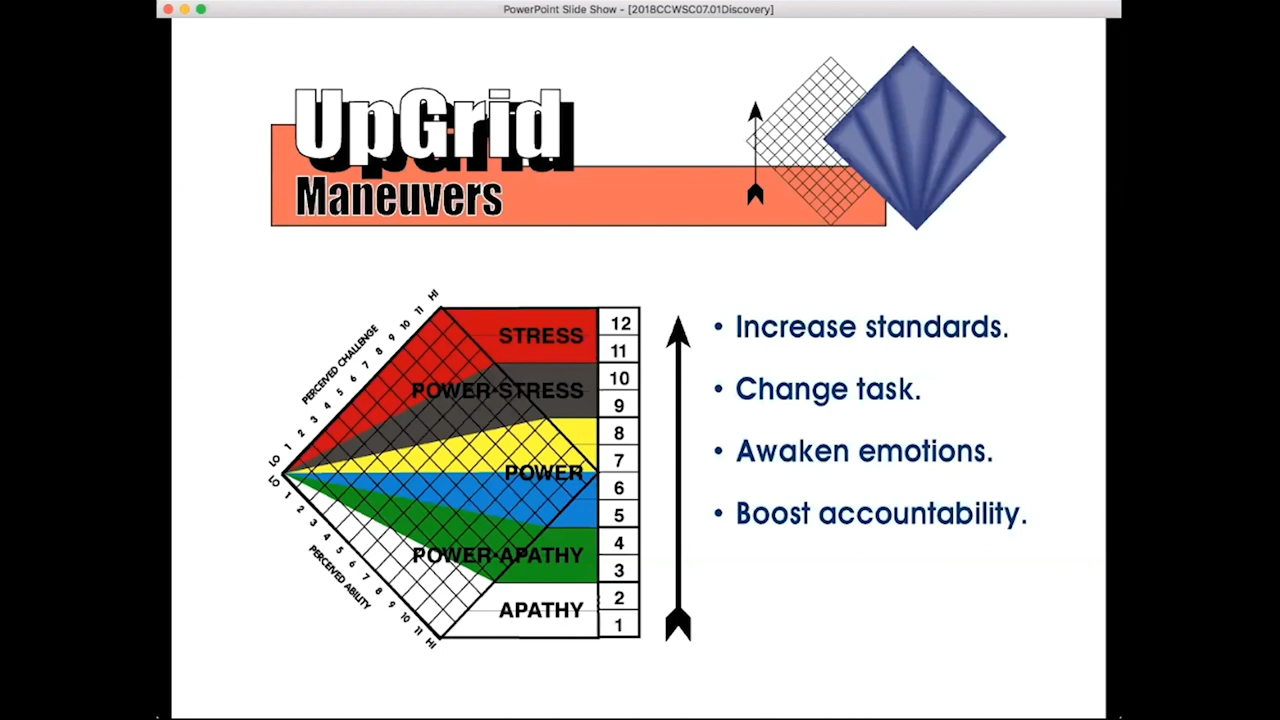 PowerPoint Slide Show - [2018CCWSC07.01Discovery]
UpGrid
Maneuvers
PERCEIVED CHALLENGE
LO 1 2 3 4 5 6 7 8 9 10 11 HI
LO 1 2 3 4 5 6 7 8 9 10 11 HI
PERCEIVED ABILITY
STRESS
POWER-STRESS
POWER
POWER-APATHY
APATHY
12
11
10
9
8
7
6
5
4
3
2
1
• Increase standards.
• Change task.
• Awaken emotions.
• Boost accountability.